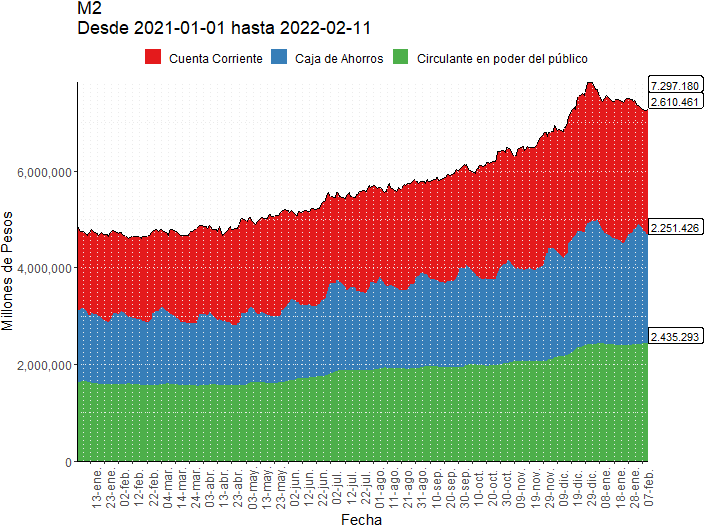 M2
Desde 2021-01-01 hasta 2022-02-11
Cuenta Corriente Caja de Ahorros Circulante en poder del público
7.297.180
2.610.461
2.251.426
2.435.293
Millones de Pesos
6,000,000
4,000,000
2,000,000
0
13-ene.
23-ene.
02-feb.
12-feb.
22-feb.
04-mar.
14-mar.
24-mar.
03-abr.
13-abr.
23-abr.
03-may.
13-may.
23-may.
02-jun.
12-jun.
22-jun.
02-jul.
12-jul.
22-jul.
01-ago.
11-ago.
21-ago.
31-ago.
10-sep.
20-sep.
30-sep.
10-oct.
20-oct.
30-oct.
09-nov.
19-nov.
29-nov.
09-dic.
19-dic.
29-dic.
08-ene.
18-ene.
28-ene.
07-feb.
Fecha